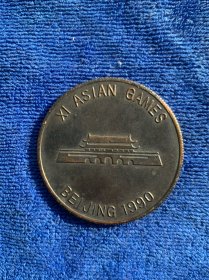 XI ASIAN GAMES
BEIJING 1990